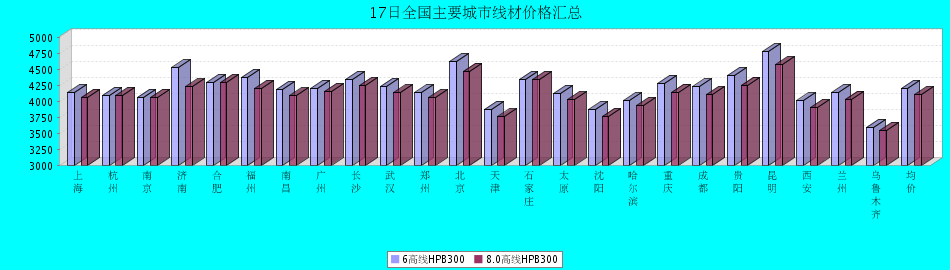 17日全国主要城市线材价格汇总
5000
4750
4500
4250
4000
3750
3500
3250
3000
上海
杭州
南京
济南
合肥
福州
南昌
广州
长沙
武汉
郑州
北京
天津
石家庄
太原
沈阳
哈尔滨
重庆
成都
贵阳
昆明
西安
兰州
乌鲁木齐
均价
6高线HPB300
8.0高线HPB300